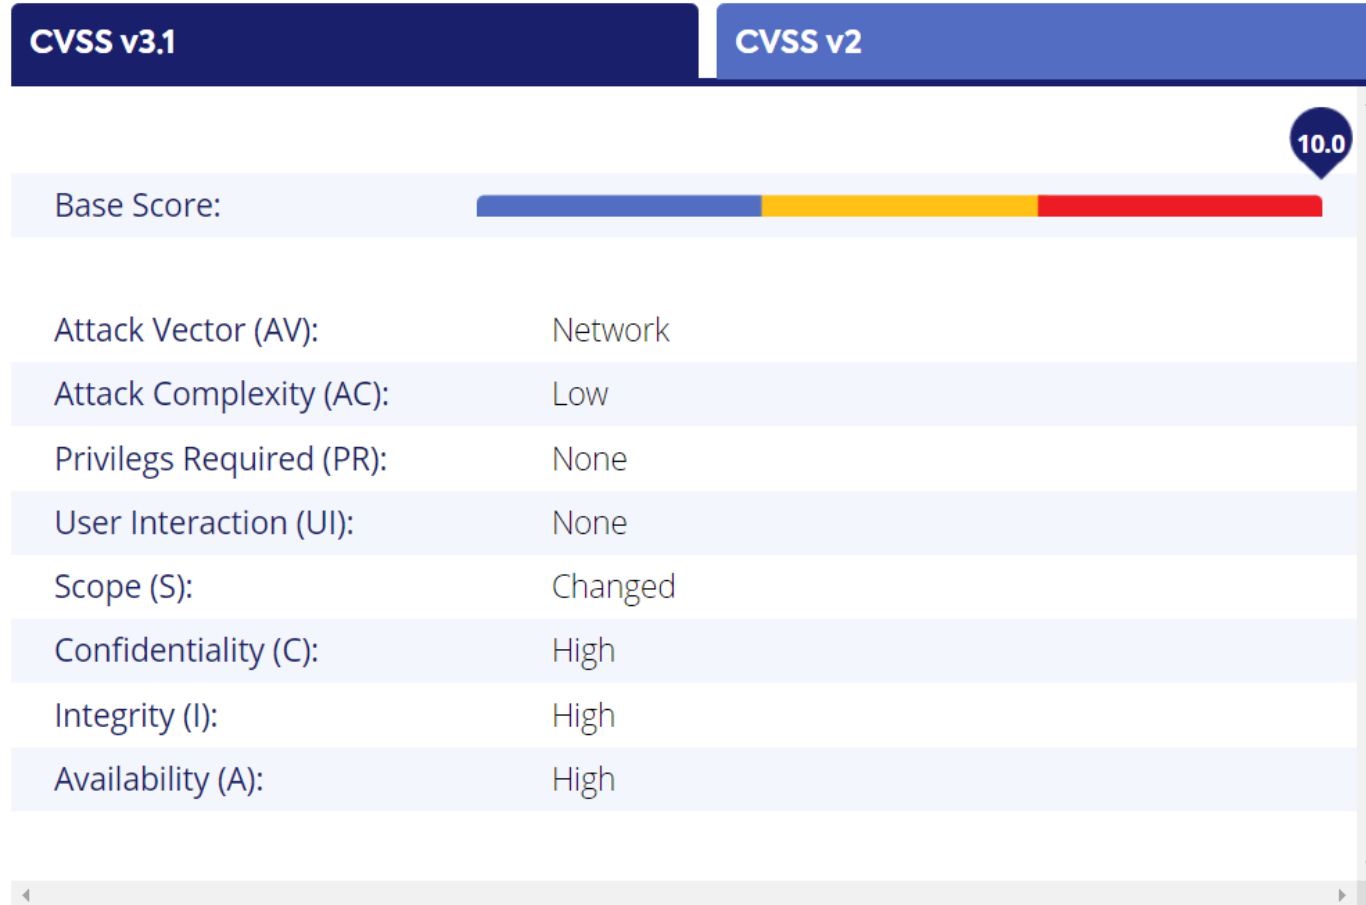 CVSS v3.1 CVSS v2
10.0
Base Score:
Attack Vector (AV): Network
Attack Complexity (AC): Low
Privilegs Required (PR): None
User Interaction (UI): None
Scope (S): Changed
Confidentiality (C): High
Integrity (I): High
Availability (A): High